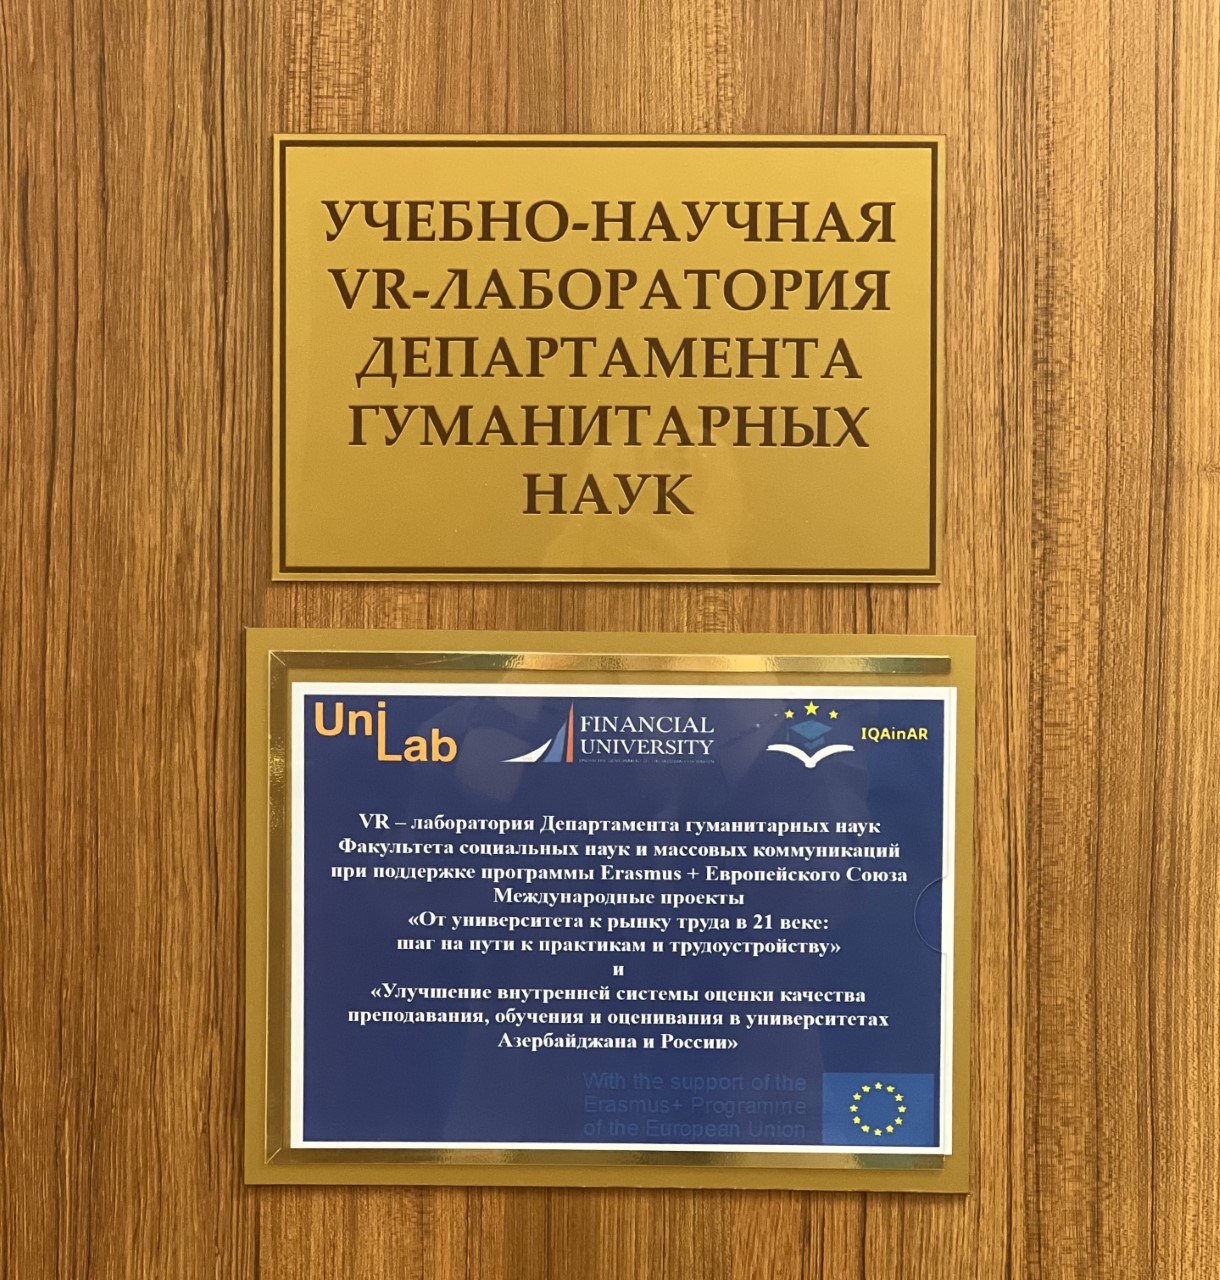 УЧЕБНО-НАУЧНАЯ
VR-ЛАБОРАТОРИЯ
ДЕПАРТАМЕНТА
ГУМАНИТАРНЫХ
НАУК
Uni
Lab
FINANCIAL
UNIVERSITY
IQAinAR
VR – лаборатория Департамента гуманитарных наук
Факультета социальных наук и массовых коммуникаций
при поддержке программы Erasmus + Европейского Союза
Международные проекты
«От университета к рынку труда в 21 веке:
шаг на пути к практикам и трудоустройству»
и
«Улучшение внутренней системы оценки качества
преподавания, обучения и оценивания в университетах
Азербайджана и России»
With the support of the
Erasmus+ Programme
of the European Union